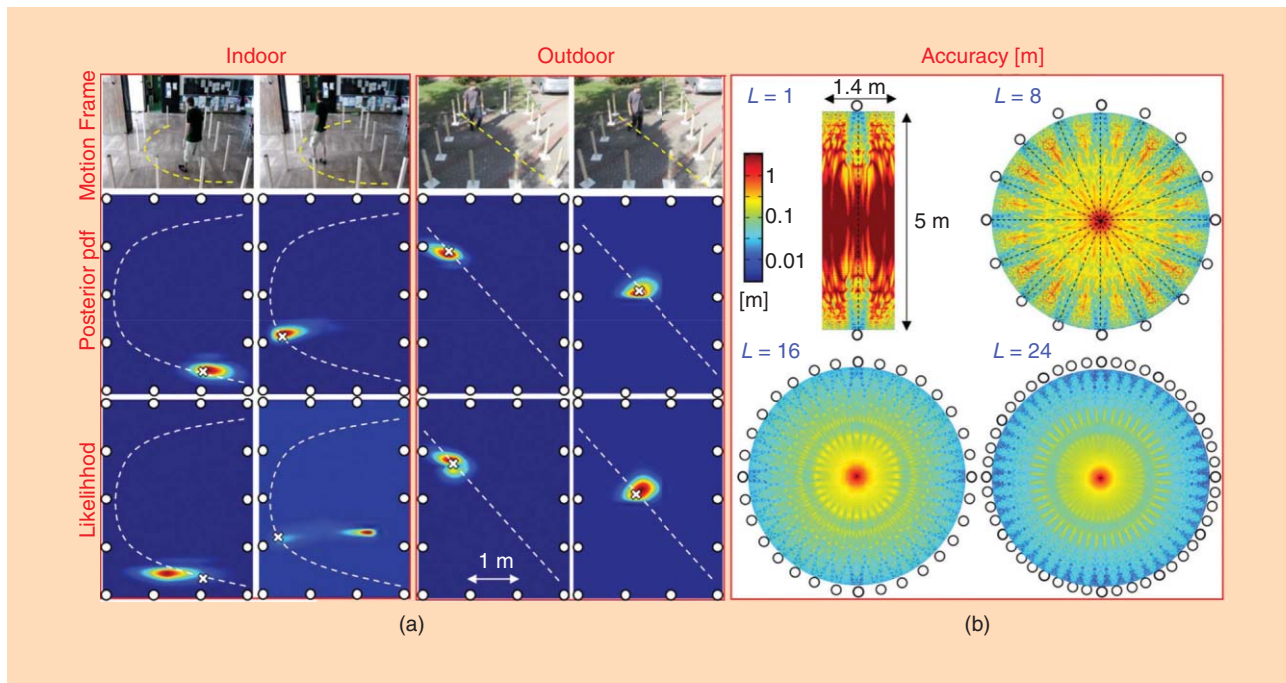 Indoor
Outdoor
Accuracy [m]
Motion Frame
Posterior pdf
Likelihhod
1 m
(a)
L = 1
1.4 m
L = 8
1
0.1
0.01
[m]
5 m
L = 16
L = 24
(b)